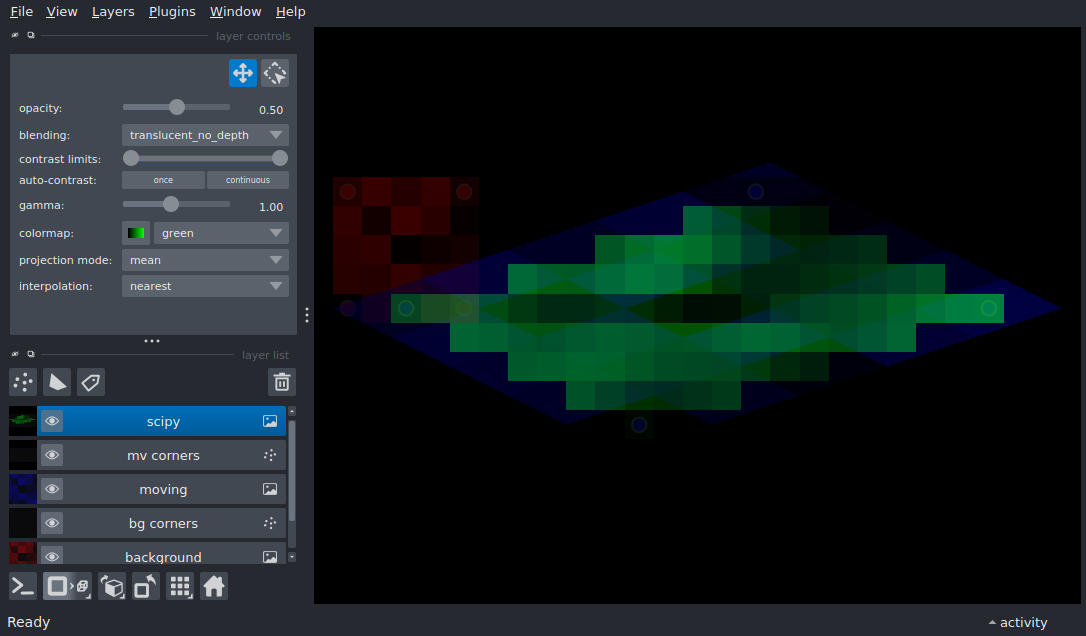 File View Layers Plugins Window Help
layer controls
opacity: 0.50
blending: translucent_no_depth
contrast limits:
auto-contrast: once continuous
gamma: 1.00
colormap: green
projection mode: mean
interpolation: nearest
layer list
scipy
mv corners
moving
bg corners
background
Ready activity